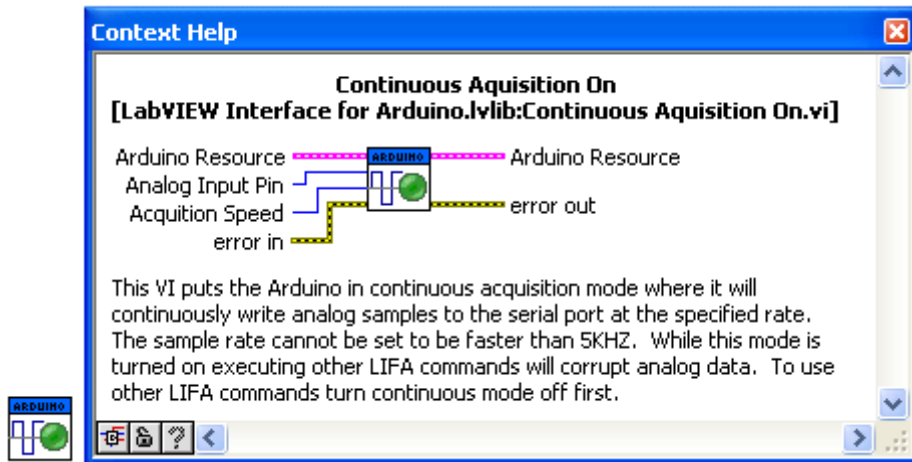 Context Help
Continuous Aquisition On
[LabVIEW Interface for Arduino.lvlib:Continuous Aquisition On.vi]
Arduino Resource ARDUINO Arduino Resource
Analog Input Pin
Acquition Speed error out
error in
This VI puts the Arduino in continuous acquisition mode where it will
continuously write analog samples to the serial port at the specified rate.
The sample rate cannot be set to be faster than 5KHZ. While this mode is
turned on executing other LIFA commands will corrupt analog data. To use
other LIFA commands turn continuous mode off first.
ARDUINO
?